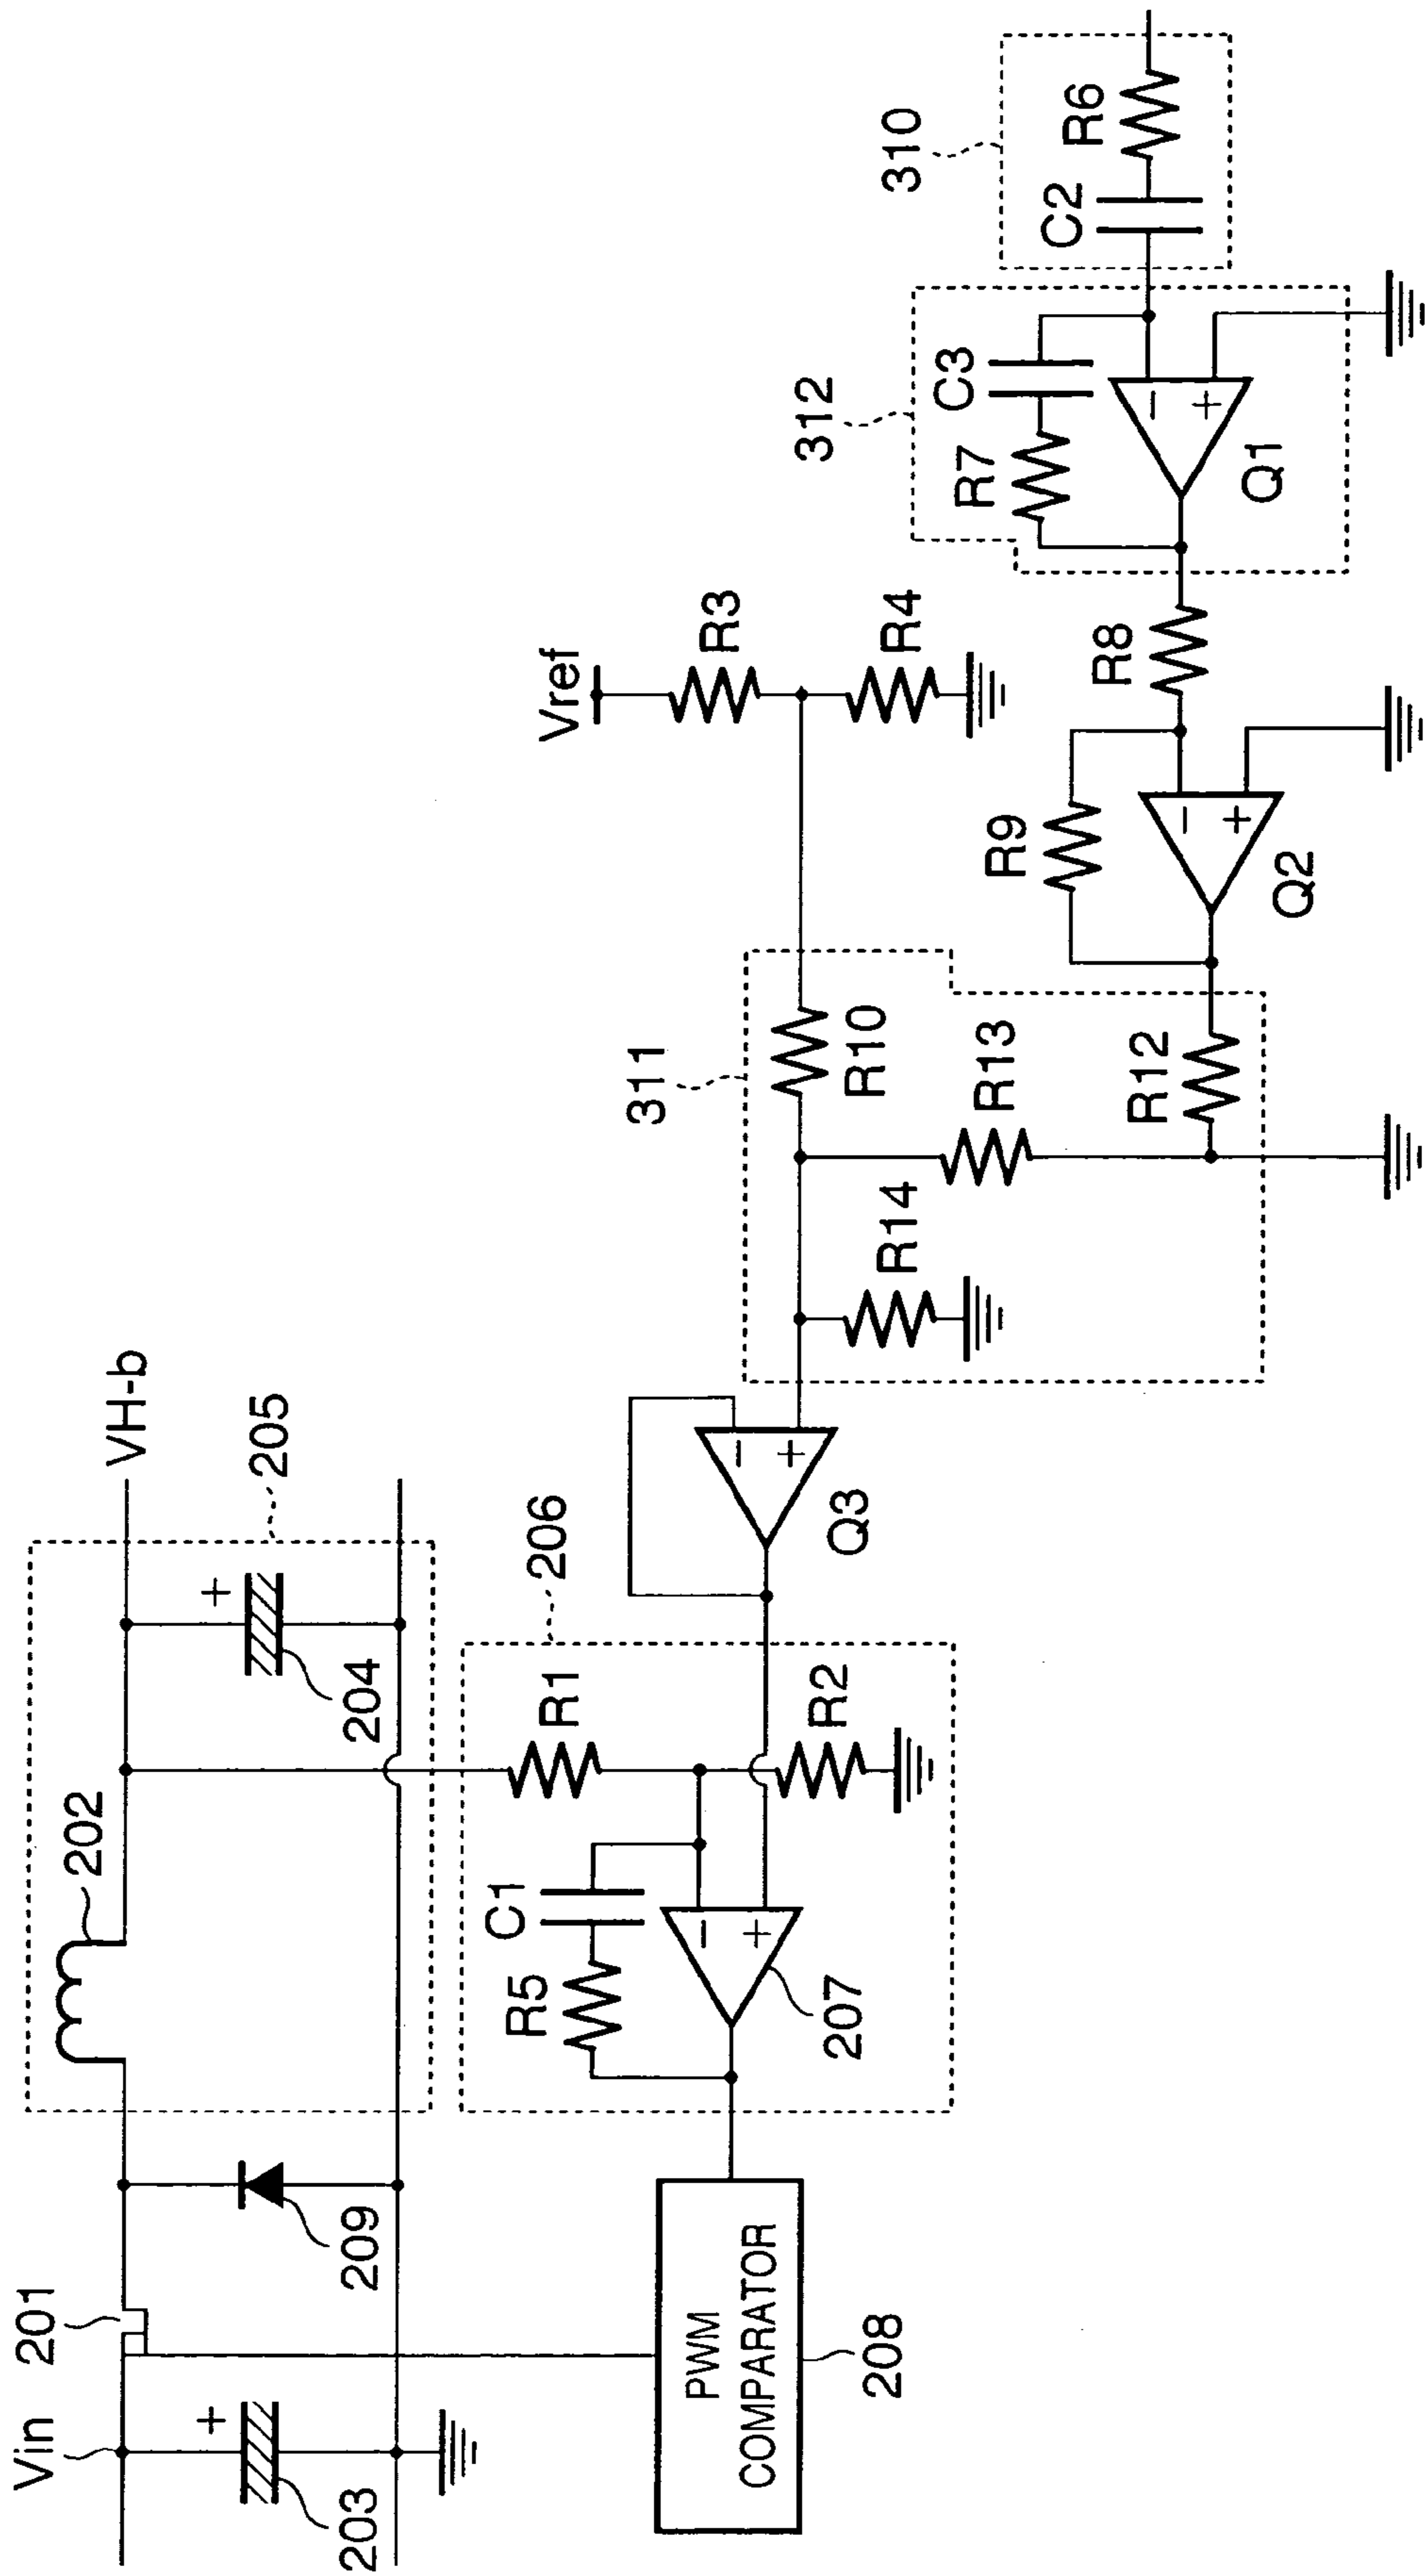 Vin
201
202
VH-b
205
+
203
209
+
204
206
R1
R2
C1
R5
−
+
207
PWM
COMPARATOR
208
−
+
Q3
311
R10
R13
R14
R12
Vref
R3
R4
R9
−
+
Q2
R8
312
C3
R7
−
+
Q1
310
C2
R6